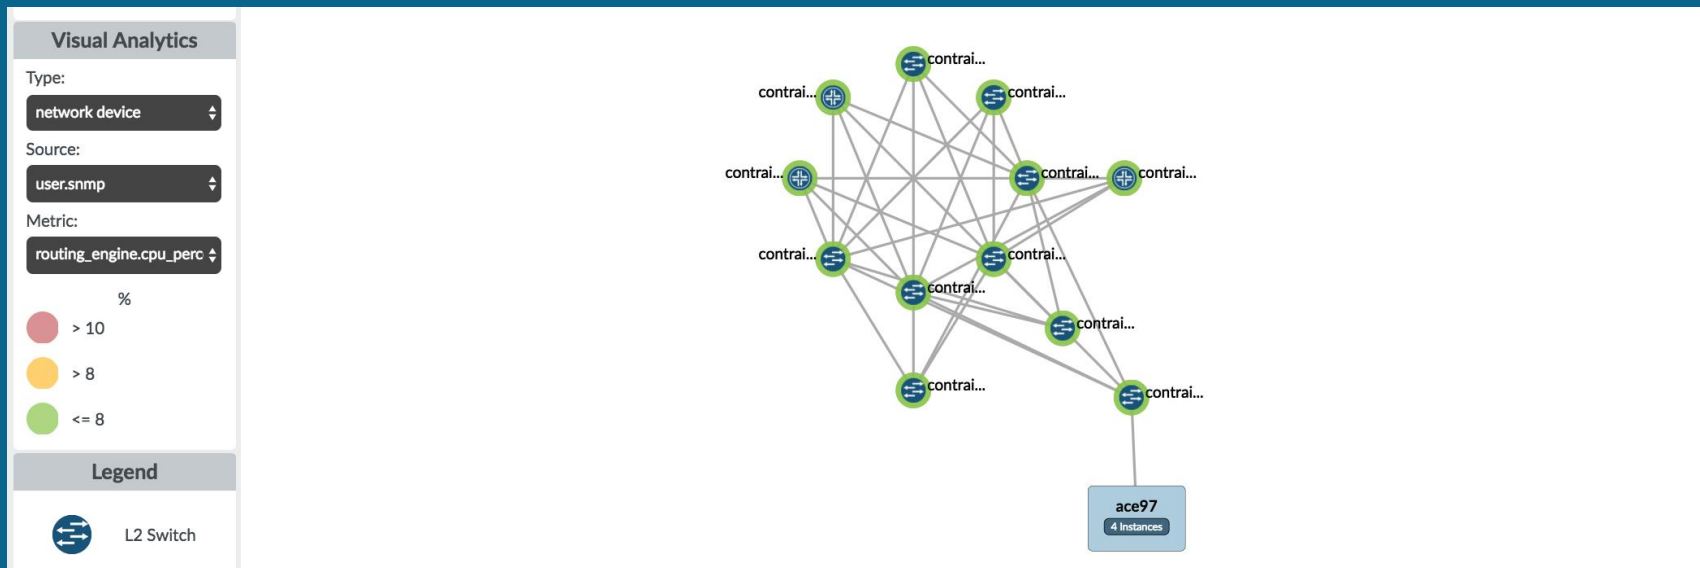 Visual Analytics
Type:
network device
Source:
user.snmp
Metric:
routing_engine.cpu_perc
%
> 10
> 8
<= 8
Legend
L2 Switch
contrai...
contrai...
contrai...
contrai...
contrai...
contrai...
contrai...
contrai...
contrai...
contrai...
contrai...
contrai...
ace97
4 Instances